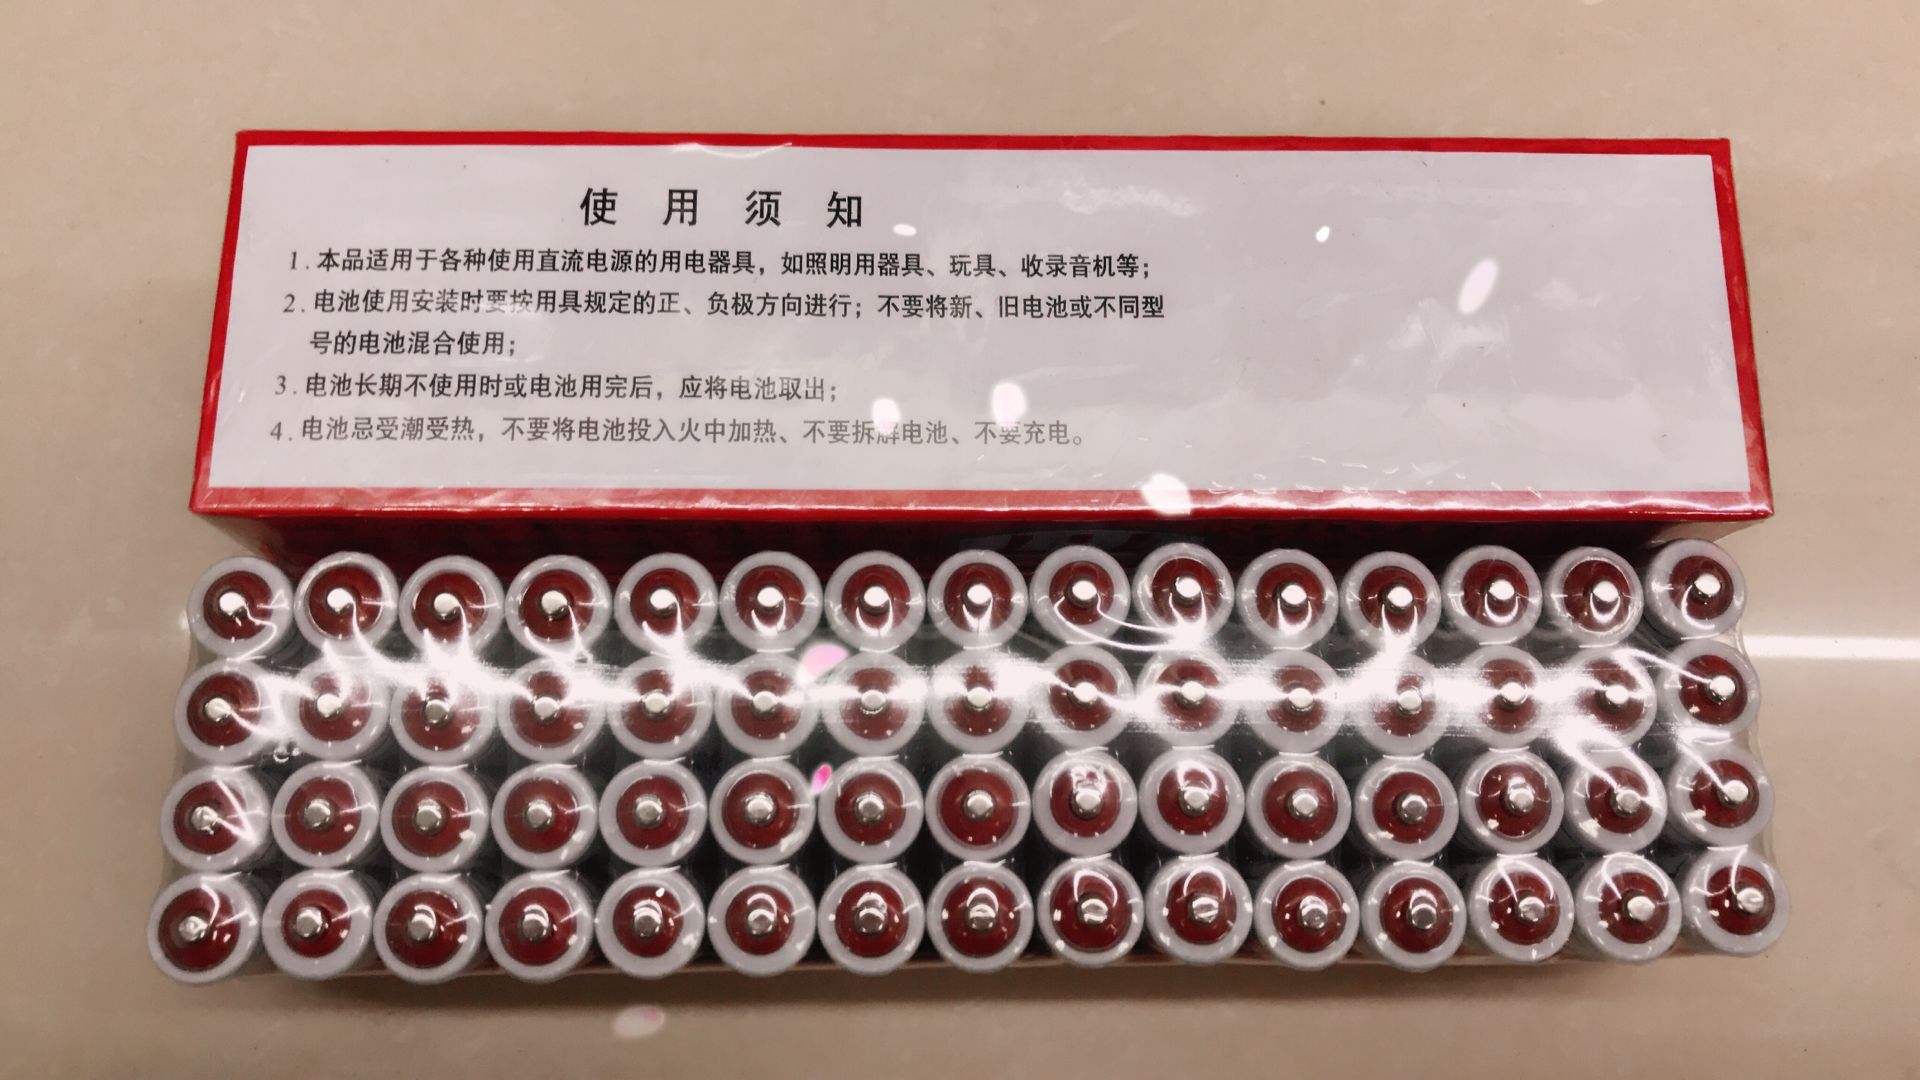 使用须知
1.本品适用于各种使用直流电源的用电器具，如照明用器具、玩具、收录音机等；
2.电池使用安装时要按用具规定的正、负极方向进行；不要将新、旧电池或不同型
号的电池混合使用；
3.电池长期不使用时或电池用完后，应将电池取出；
4.电池忌受潮受热，不要将电池投入火中加热、不要拆解电池、不要充电。